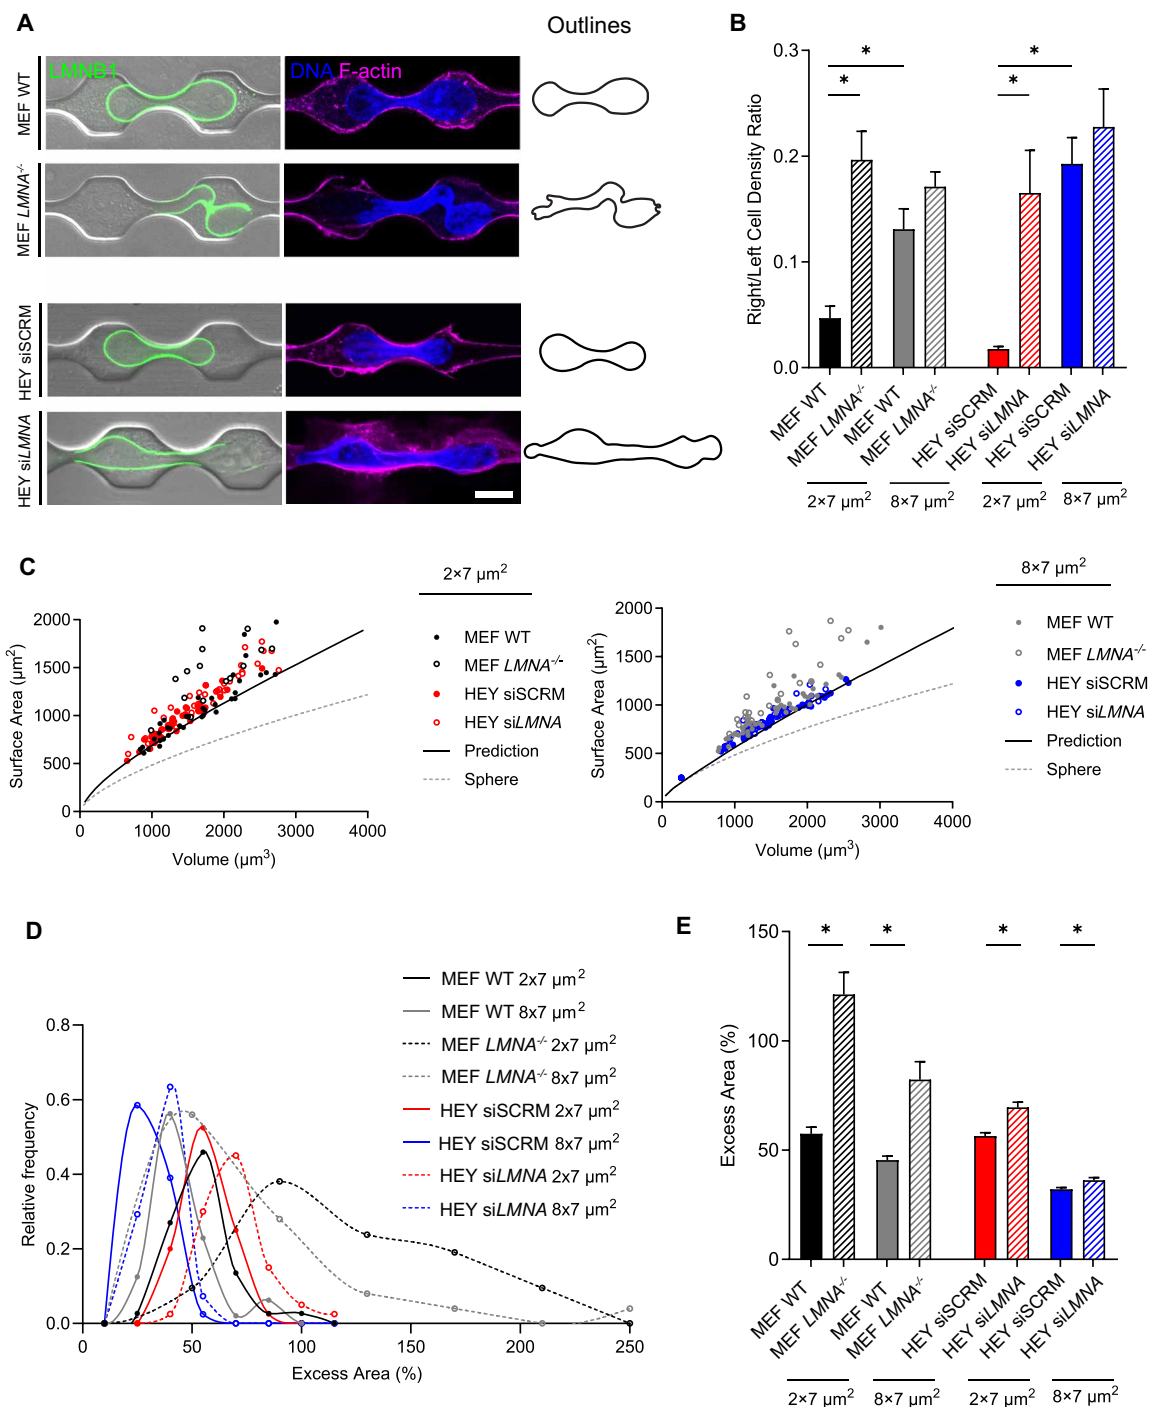 A
Outlines
LMNB1
DNA F-actin
MEF WT
MEF LMNA-/-
HEY siSCRM
HEY siLMNA
B
Right/Left Cell Density Ratio
0.3
0.2
0.1
0.0
MEF WT
MEF LMNA-/-
MEF WT
MEF LMNA-/-
HEY siSCRM
HEY siLMNA
HEY siSCRM
HEY siLMNA
* * * *
2×7 µm²
8×7 µm²
2×7 µm²
8×7 µm²
C
2×7 µm²
Surface Area (µm²)
2000
1500
1000
500
0
0 1000 2000 3000 4000
Volume (µm³)
MEF WT
MEF LMNA-/-
HEY siSCRM
HEY siLMNA
Prediction
Sphere
8×7 µm²
Surface Area (µm²)
2000
1500
1000
500
0
0 1000 2000 3000 4000
Volume (µm³)
MEF WT
MEF LMNA-/-
HEY siSCRM
HEY siLMNA
Prediction
Sphere
D
Relative frequency
0.8
0.6
0.4
0.2
0.0
0 50 100 150 200 250
Excess Area (%)
MEF WT 2x7 µm²
MEF WT 8x7 µm²
MEF LMNA-/- 2x7 µm²
MEF LMNA-/- 8x7 µm²
HEY siSCRM 2x7 µm²
HEY siSCRM 8x7 µm²
HEY siLMNA 2x7 µm²
HEY siLMNA 8x7 µm²
E
Excess Area (%)
150
100
50
0
* * * *
MEF WT
MEF LMNA-/-
MEF WT
MEF LMNA-/-
HEY siSCRM
HEY siLMNA
HEY siSCRM
HEY siLMNA
2×7 µm²
8×7 µm²
2×7 µm²
8×7 µm²